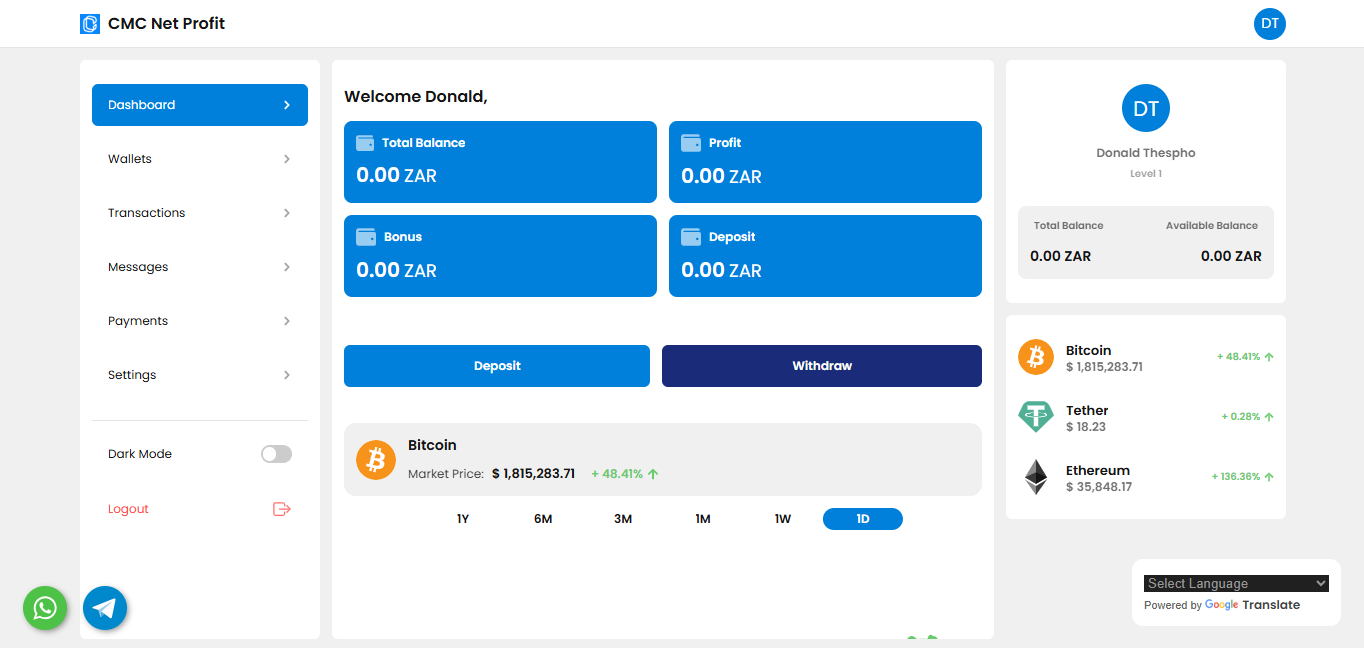 CMC Net Profit
DT
Dashboard
Wallets
Transactions
Messages
Payments
Settings
Dark Mode
Logout
Welcome Donald,
Total Balance
0.00 ZAR
Profit
0.00 ZAR
Bonus
0.00 ZAR
Deposit
0.00 ZAR
Deposit
Withdraw
Bitcoin
Market Price: $ 1,815,283.71 + 48.41%
1Y 6M 3M 1M 1W 1D
DT
Donald Thespho
Level 1
Total Balance Available Balance
0.00 ZAR 0.00 ZAR
Bitcoin
$ 1,815,283.71
+ 48.41%
Tether
$ 18.23
+ 0.28%
Ethereum
$ 35,848.17
+ 136.36%
Select Language
Powered by Google Translate